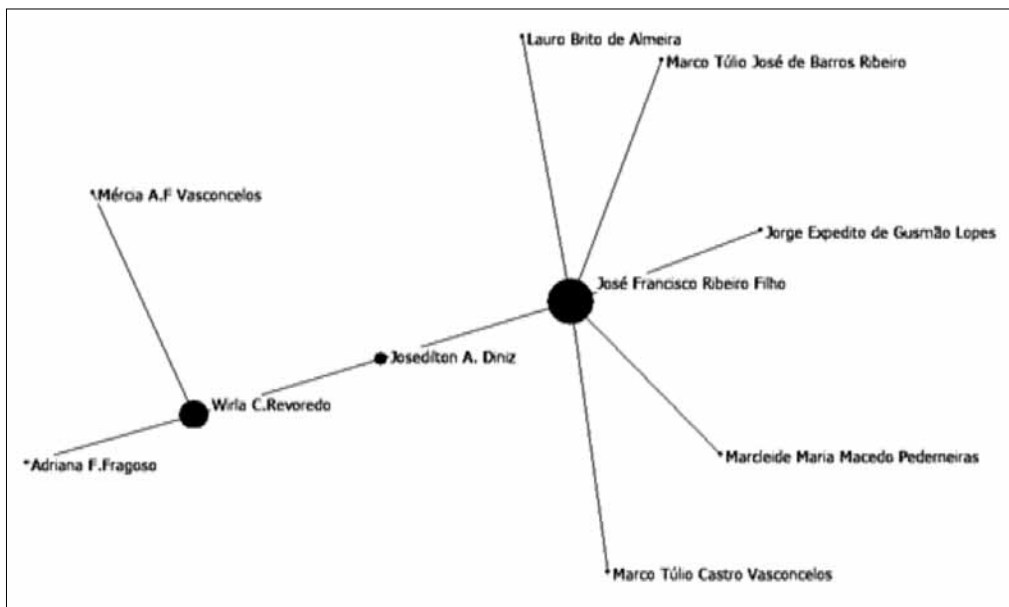 Lauro Brito de Almeira
Marco Túlio José de Barros Ribeiro
Mércia A.F Vasconcelos
Jorge Expedito de Gusmão Lopes
José Francisco Ribeiro Filho
Josedilton A. Diniz
Wirla C.Revoredo
Adriana F.Fragoso
Marcleide Maria Macedo Pederneiras
Marco Túlio Castro Vasconcelos